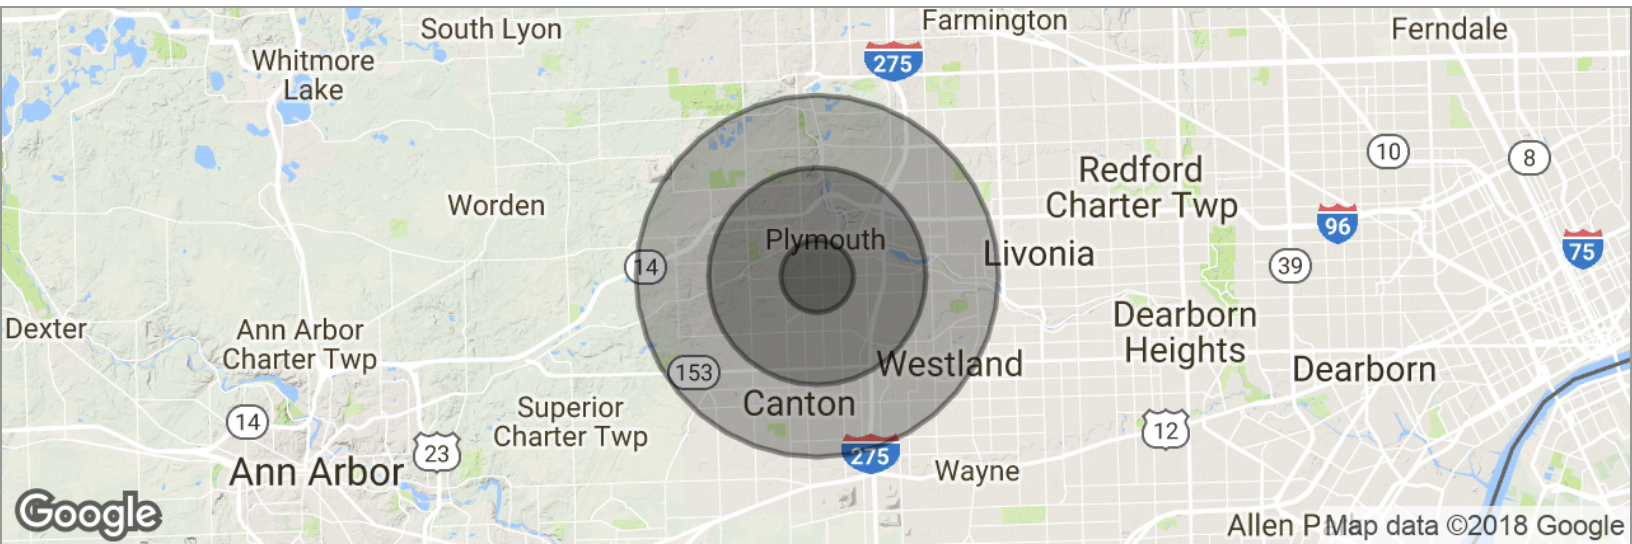 South Lyon
Farmington
Ferndale
Whitmore
Lake
275
10
8
Redford
Charter Twp
Worden
96
Plymouth
Livonia
75
14
39
Dexter
Ann Arbor
Charter Twp
Dearborn
Heights
153
Westland
Dearborn
Canton
Superior
Charter Twp
14
12
23
275
Ann Arbor
Wayne
Google
Allen P
Map data ©2018 Google